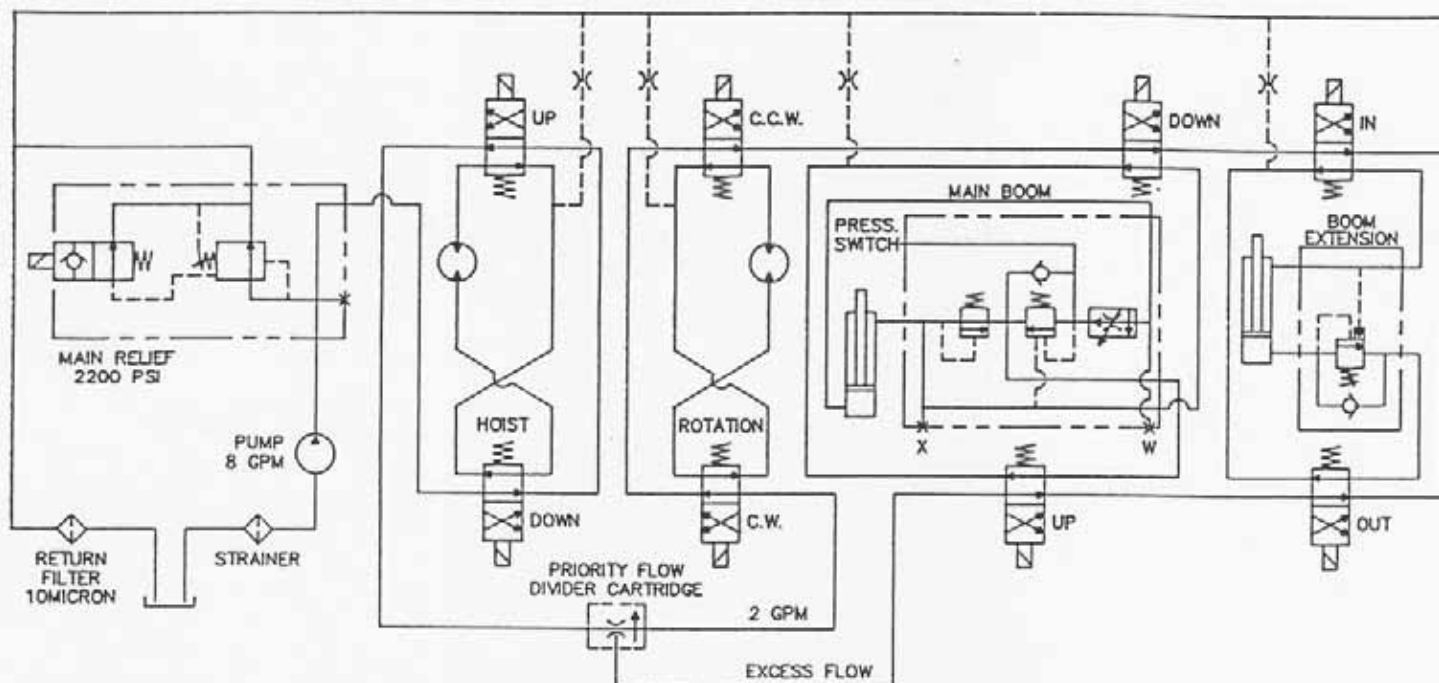 UP
C.C.W.
DOWN
IN
MAIN BOOM
PRESS.
SWITCH
BOOM
EXTENSION
MAIN RELIEF
2200 PSI
PUMP
8 GPM
HOIST
ROTATION
X
W
DOWN
C.W.
UP
OUT
RETURN
FILTER
10MICRON
STRAINER
PRIORITY FLOW
DIVIDER CARTRIDGE
2 GPM
EXCESS FLOW